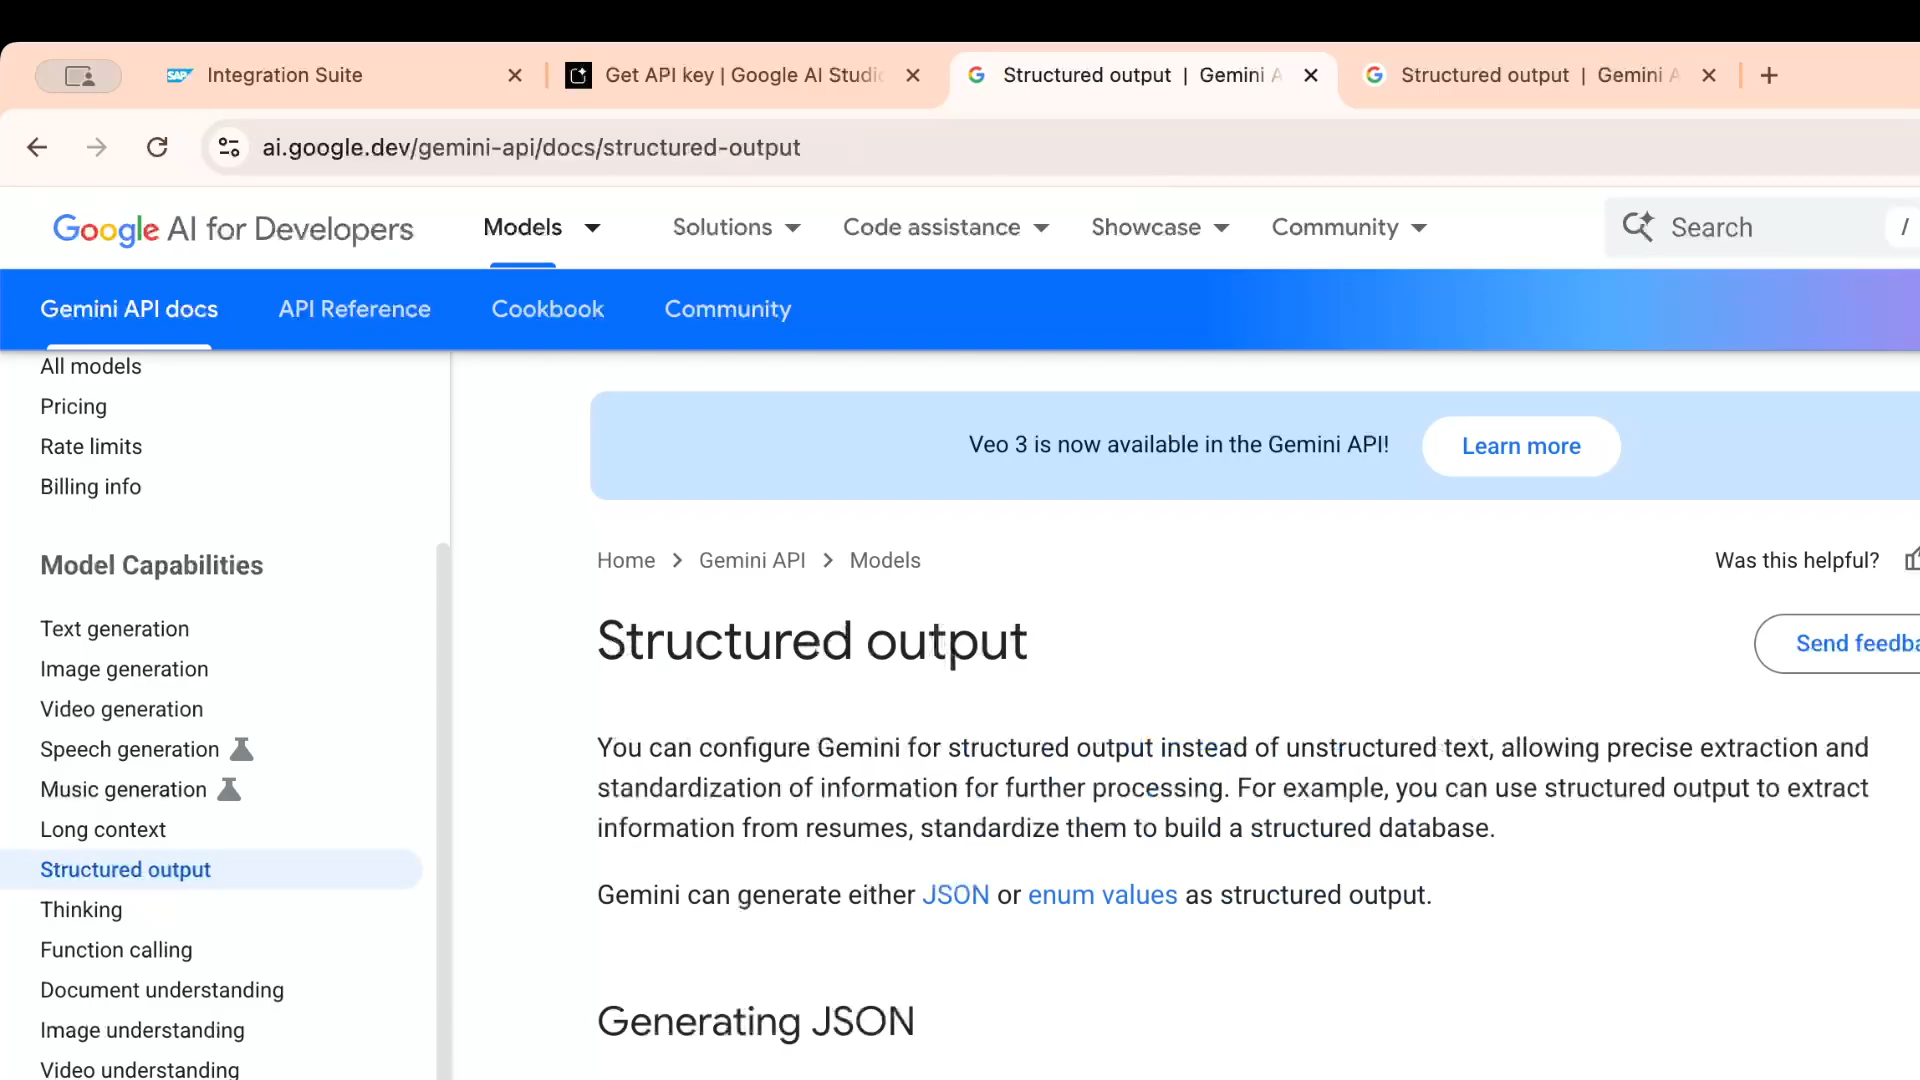 SAP Integration Suite
Get API key | Google AI Studio
Structured output | Gemini A
Structured output | Gemini A
ai.google.dev/gemini-api/docs/structured-output
Google AI for Developers
Models
Solutions
Code assistance
Showcase
Community
Search
/
Gemini API docs
API Reference
Cookbook
Community
All models
Pricing
Rate limits
Billing info
Model Capabilities
Text generation
Image generation
Video generation
Speech generation
Music generation
Long context
Structured output
Thinking
Function calling
Document understanding
Image understanding
Video understanding
Veo 3 is now available in the Gemini API!
Learn more
Home > Gemini API > Models
Was this helpful?
Structured output
Send feedba
You can configure Gemini for structured output instead of unstructured text, allowing precise extraction and
standardization of information for further processing. For example, you can use structured output to extract
information from resumes, standardize them to build a structured database.
Gemini can generate either JSON or enum values as structured output.
Generating JSON